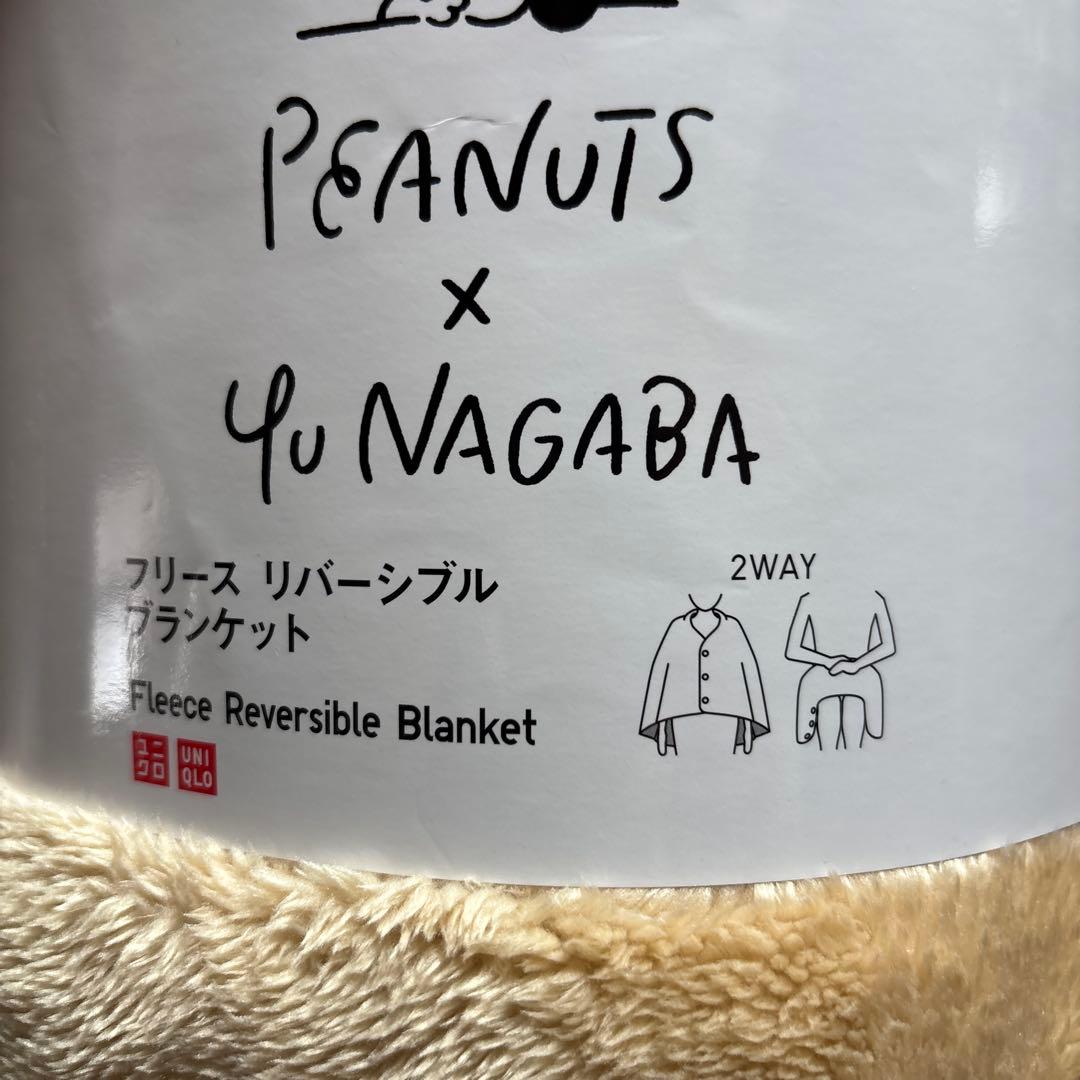 PEANUTS
x
YU NAGABA
フリース リバーシブル
ブランケット
Fleece Reversible Blanket
2WAY
ユニ
クロ
UNI
QLO